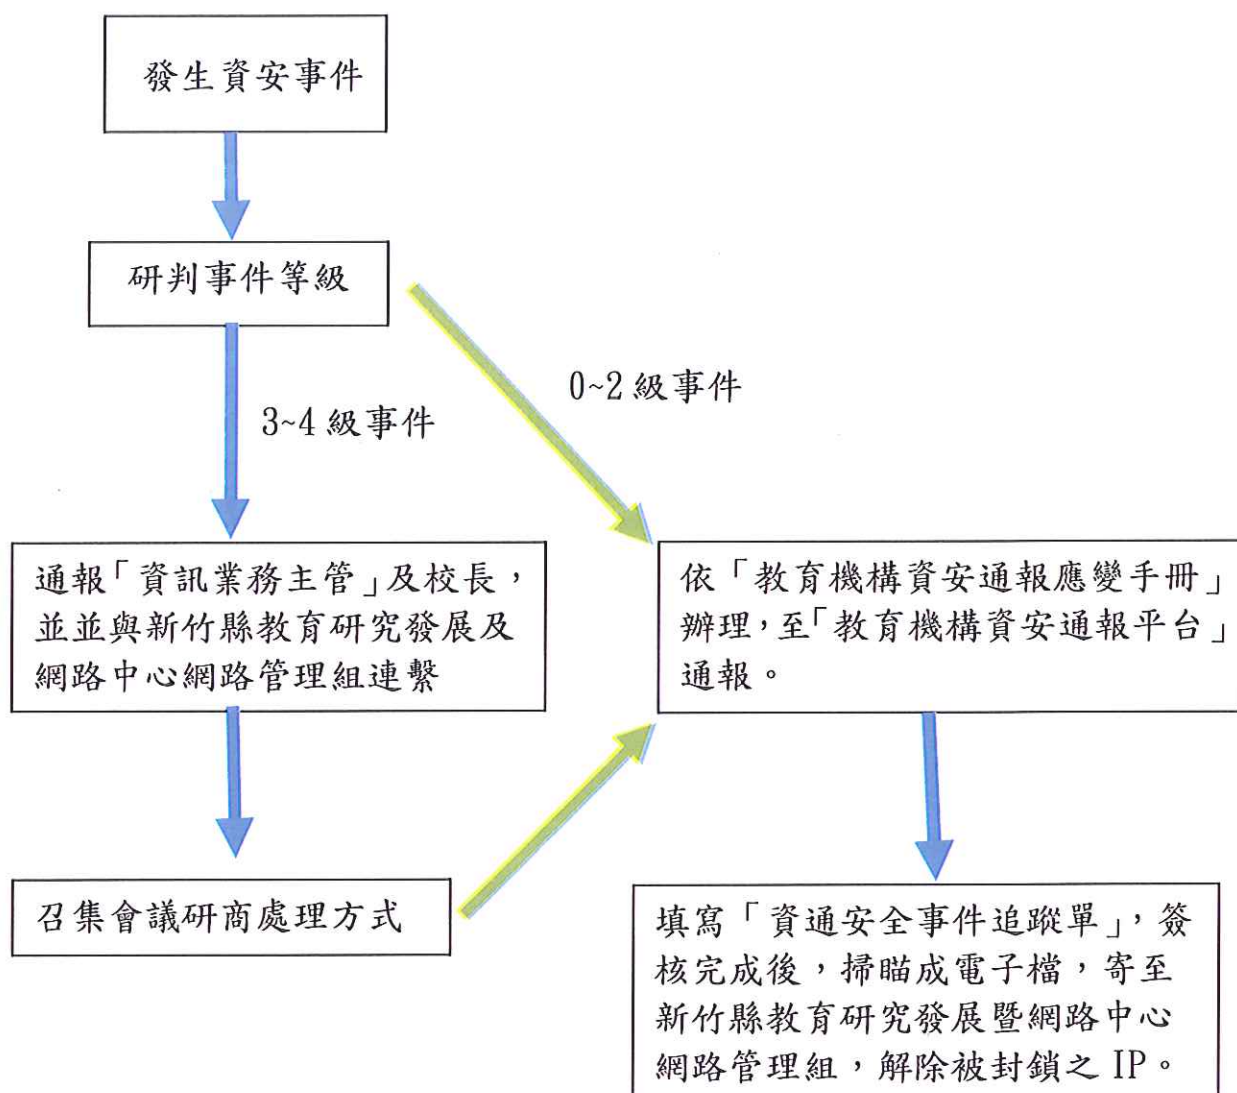 發生資安事件
研判事件等級
0~2 級事件
3~4 級事件
通報「資訊業務主管」及校長，
並並與新竹縣教育研究發展及
網路中心網路管理組連繫
依「教育機構資安通報應變手冊」
辦理，至「教育機構資安通報平台」
通報。
召集會議研商處理方式
填寫「資通安全事件追蹤單」，簽
核完成後，掃瞄成電子檔，寄至
新竹縣教育研究發展暨網路中心
網路管理組，解除被封鎖之 IP。